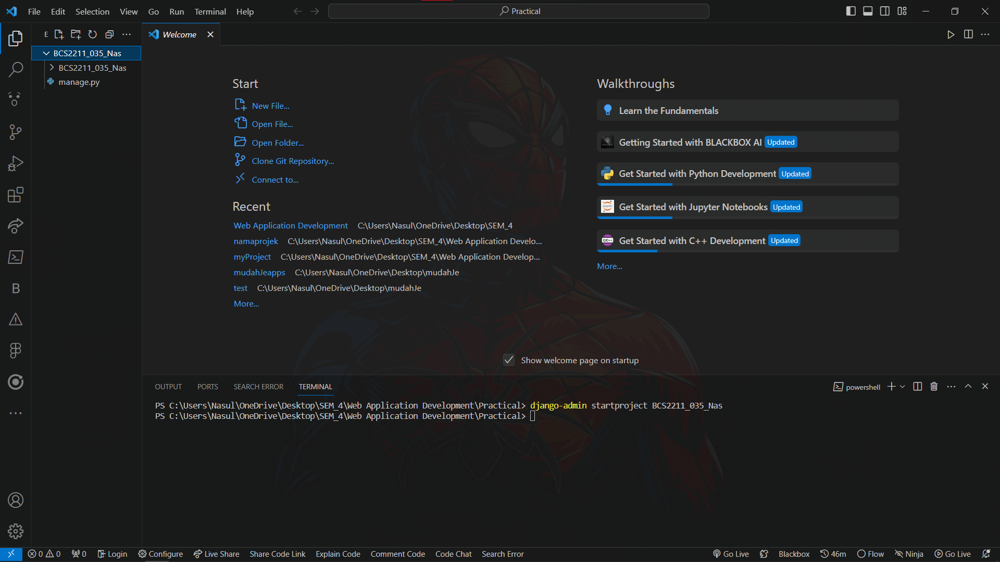 File Edit Selection View Go Run Terminal Help
Practical
E
Welcome
BCS2211_035_Nas
BCS2211_035_Nas
manage.py
Start
New File...
Open File...
Open Folder...
Clone Git Repository...
Connect to...
Recent
Web Application Development C:\Users\Nasul\OneDrive\Desktop\SEM_4
namaprojek C:\Users\Nasul\OneDrive\Desktop\SEM_4\Web Application Develo...
myProject C:\Users\Nasul\OneDrive\Desktop\SEM_4\Web Application Develop...
mudahJeapps C:\Users\Nasul\OneDrive\Desktop\mudahJe
test C:\Users\Nasul\OneDrive\Desktop\mudahJe
More...
Walkthroughs
Learn the Fundamentals
Getting Started with BLACKBOX AI Updated
Get Started with Python Development Updated
Get Started with Jupyter Notebooks Updated
Get Started with C++ Development Updated
More...
Show welcome page on startup
OUTPUT PORTS SEARCH ERROR TERMINAL
powershell
PS C:\Users\Nasul\OneDrive\Desktop\SEM_4\Web Application Development\Practical> django-admin startproject BCS2211_035_Nas
PS C:\Users\Nasul\OneDrive\Desktop\SEM_4\Web Application Development\Practical>
0 0 0 Login Configure Live Share Share Code Link Explain Code Comment Code Code Chat Search Error Go Live Blackbox 46m Flow Ninja Go Live